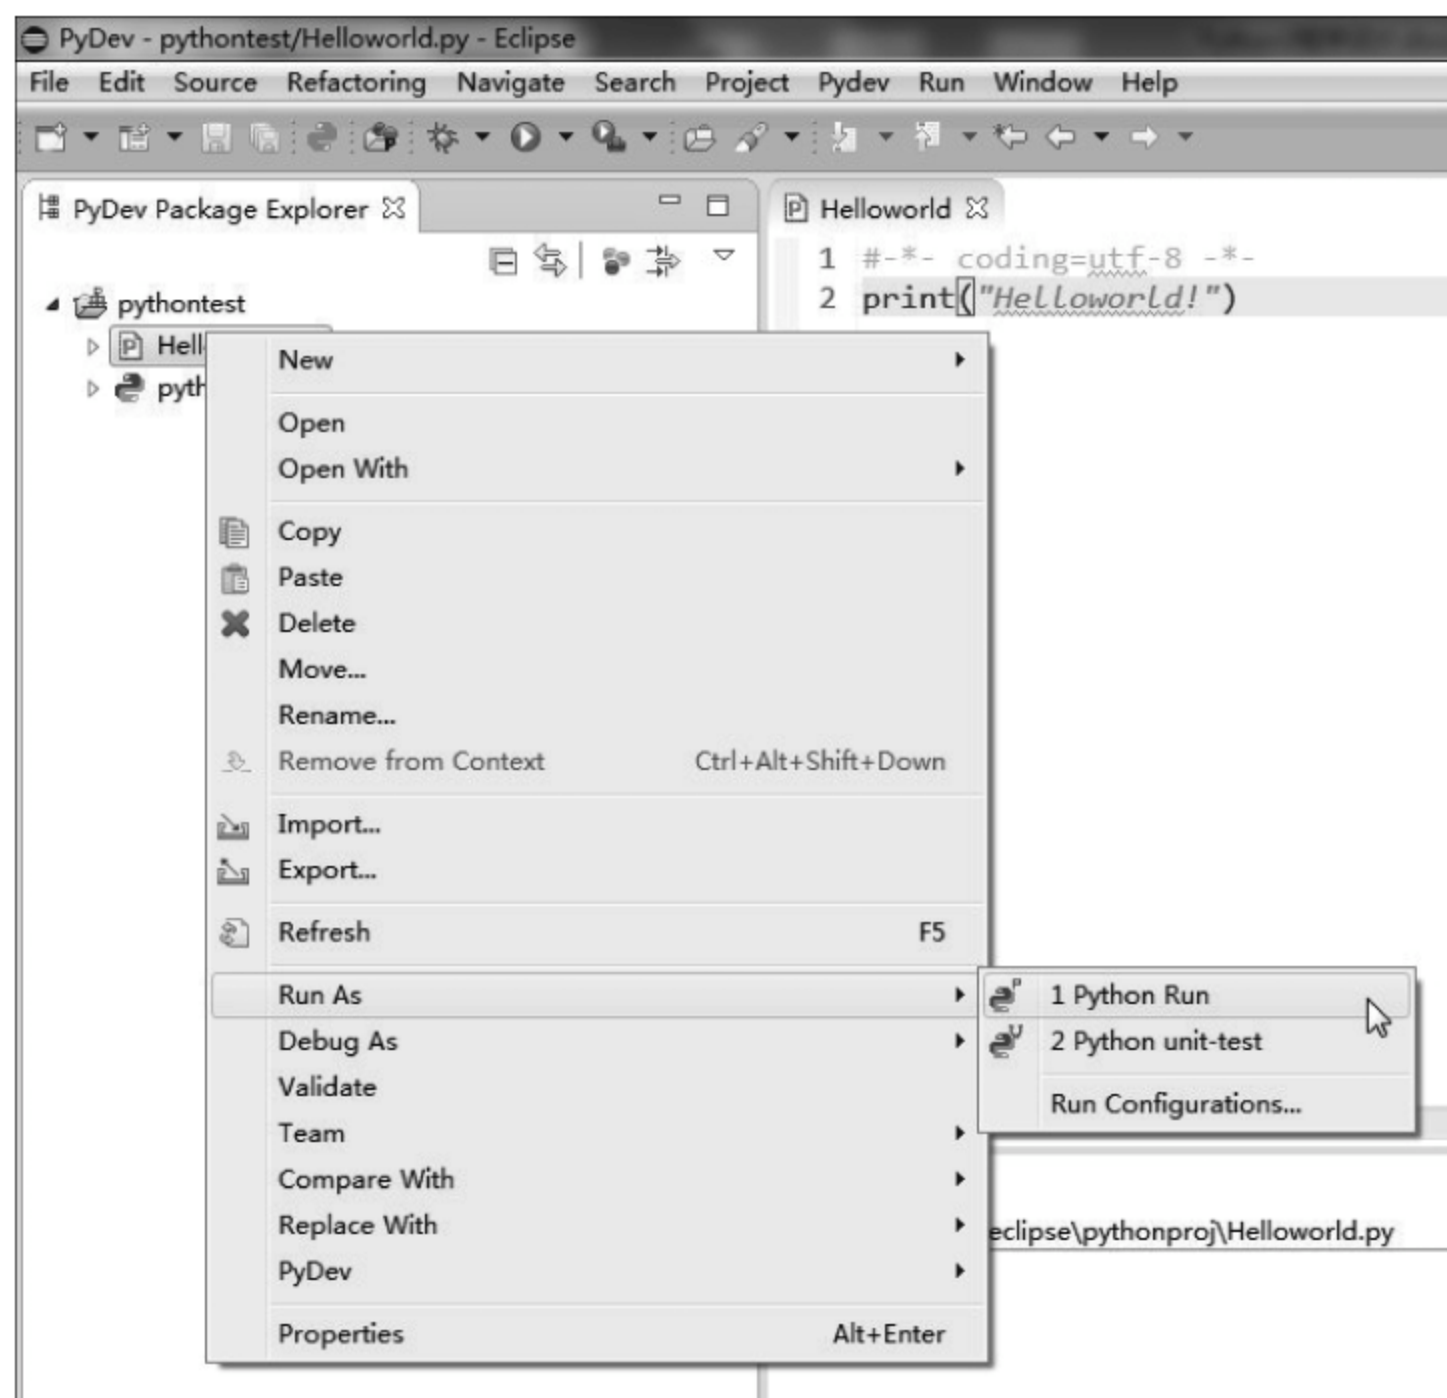 PyDev - pythontest/Helloworld.py - Eclipse
File Edit Source Refactoring Navigate Search Project Pydev Run Window Help
PyDev Package Explorer
Helloworld
1 #-*- coding=utf-8 -*-
2 print("Helloworld!")
pythontest
Hell
pyth
New
Open
Open With
Copy
Paste
Delete
Move...
Rename...
Remove from Context Ctrl+Alt+Shift+Down
Import...
Export...
Refresh F5
Run As
1 Python Run
Debug As
2 Python unit-test
Validate
Run Configurations...
Team
Compare With
Replace With
eclipse\pythonproj\Helloworld.py
PyDev
Properties Alt+Enter